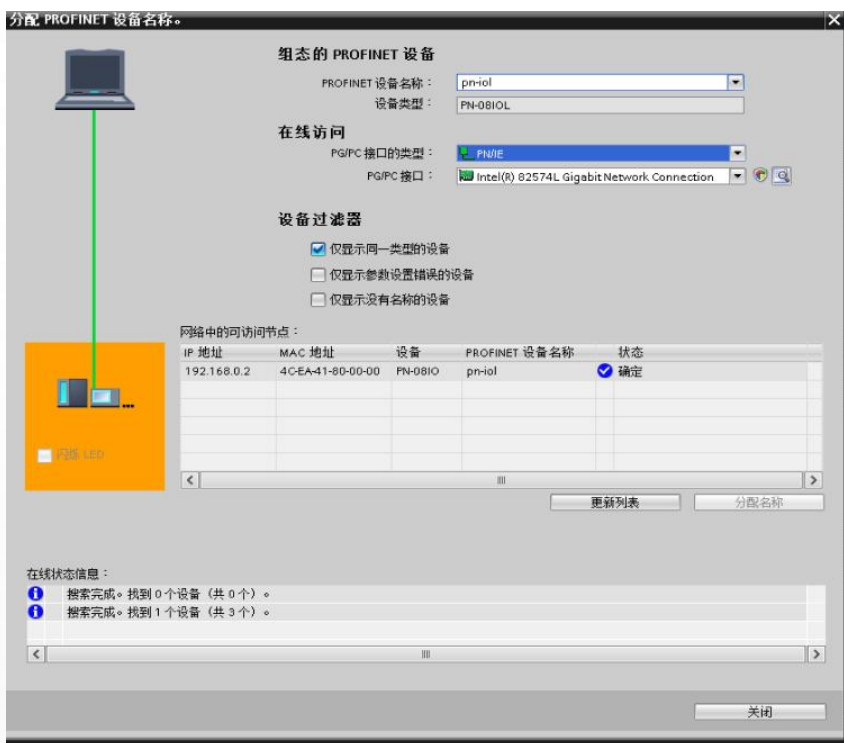 分配 PROFINET 设备名称。
组态的 PROFINET 设备
PROFINET 设备名称：
pn-iol
设备类型：
PN-08IOL
在线访问
PG/PC 接口的类型：
PN/IE
PG/PC 接口：
Intel(R) 82574L Gigabit Network Connection
设备过滤器
仅显示同一类型的设备
仅显示参数设置错误的设备
仅显示没有名称的设备
网络中的可访问节点：
IP 地址 MAC 地址 设备 PROFINET 设备名称 状态
192.168.0.2 4C-EA-41-80-00-00 PN-08IO pn-iol 确定
闪烁 LED
更新列表 分配名称
在线状态信息：
搜索完成。找到 0 个设备（共 0 个）。
搜索完成。找到 1 个设备（共 3 个）。
关闭